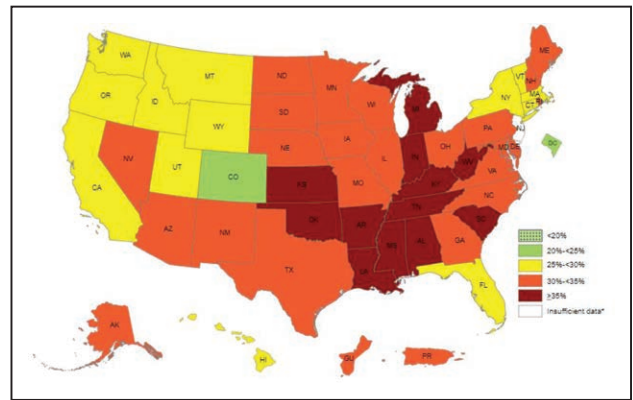 WA
MT
ND
MN
ME
VT
NH
OR
ID
WY
SD
WI
MI
NY
MA
CT
RI
NV
UT
CO
NE
IA
PA
NJ
CA
KS
MO
IL
IN
OH
WV
VA
MD
DE
DC
KY
AZ
NM
OK
AR
TN
NC
SC
TX
LA
MS
AL
GA
FL
AK
HI
GU
PR
<20%
20%-<25%
25%-<30%
30%-<35%
≥35%
Insufficient data*